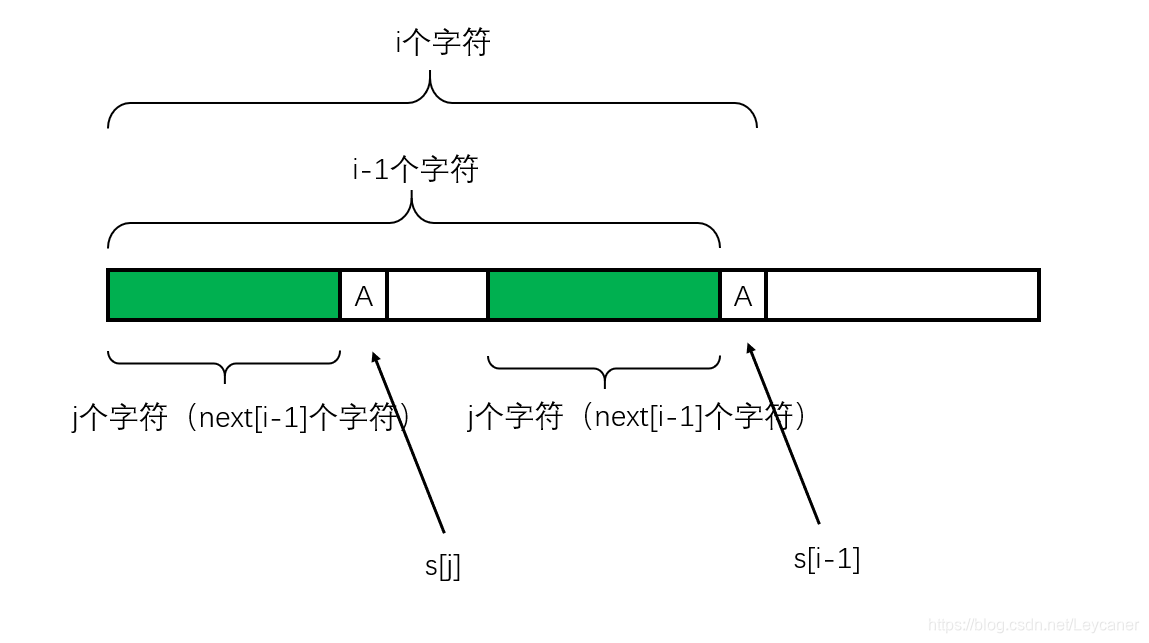 i个字符
i-1个字符
A
A
j个字符（next[i-1]个字符）
j个字符（next[i-1]个字符）
s[j]
s[i-1]
https://blog.csdn.net/Leycaner